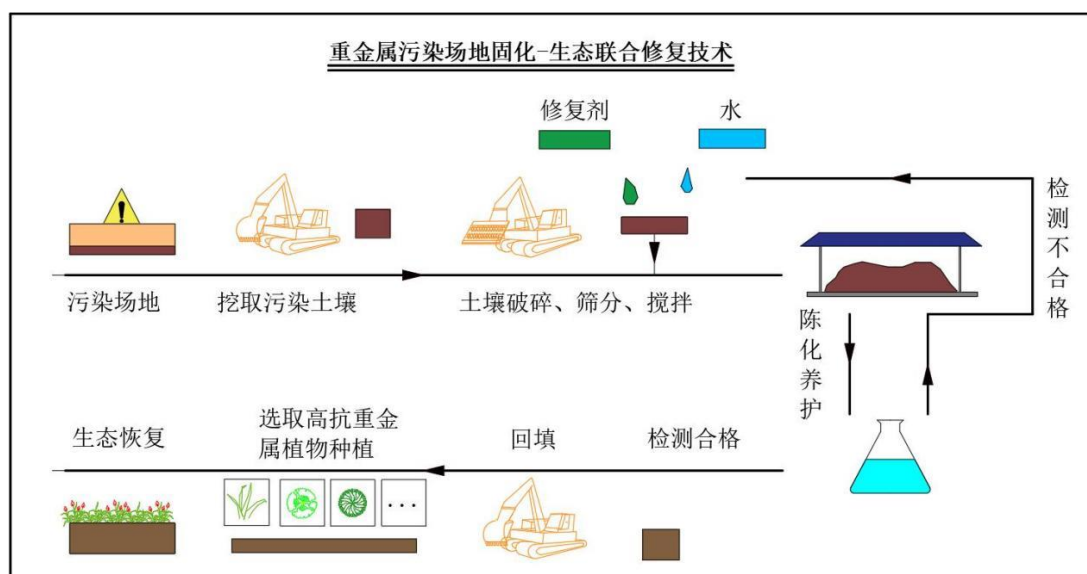 重金属污染场地固化-生态联合修复技术
修复剂
水
检测不合格
污染场地
挖取污染土壤
土壤破碎、筛分、搅拌
陈化养护
生态恢复
选取高抗重金
属植物种植
回填
检测合格
...